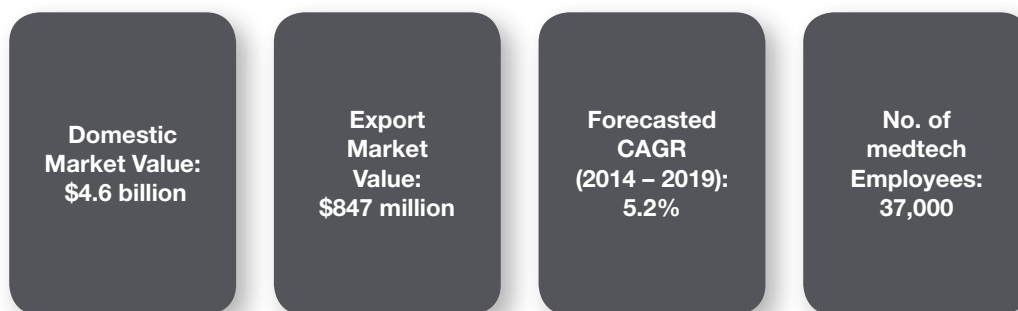 Domestic
Market Value:
$4.6 billion
Export
Market
Value:
$847 million
Forecasted
CAGR
(2014 – 2019):
5.2%
No. of
medtech
Employees:
37,000